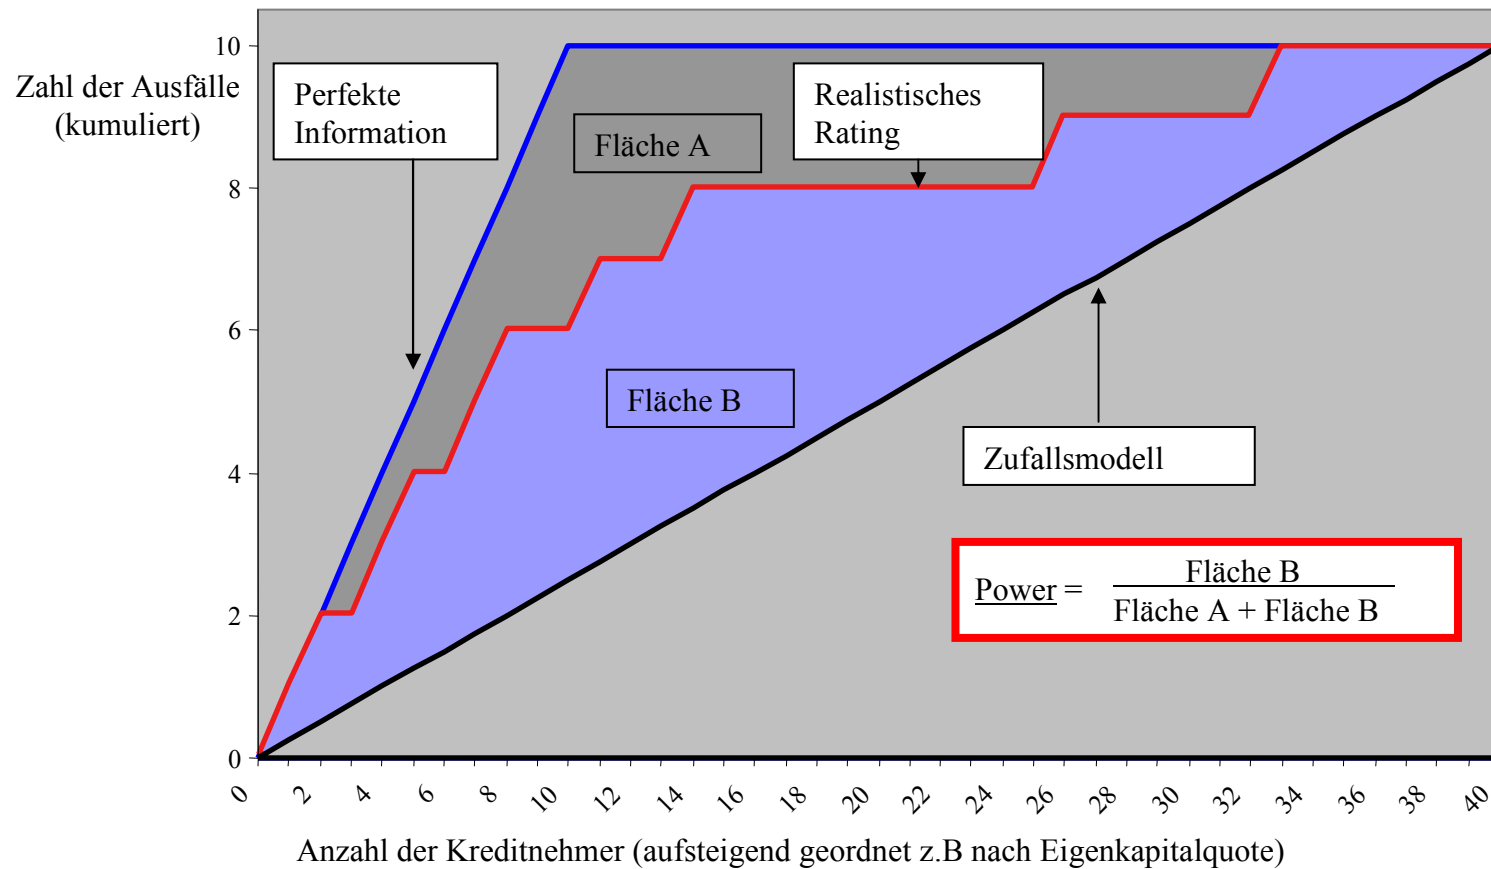 10
Zahl der Ausfälle
(kumuliert)
Perfekte
Information
Fläche A
Realistisches
Rating
8
6
Fläche B
4
Zufallsmodell
Power = Fläche B
Fläche A + Fläche B
2
0
0 2 4 6 8 10 12 14 16 18 20 22 24 26 28 30 32 34 36 38 40
Anzahl der Kreditnehmer (aufsteigend geordnet z.B nach Eigenkapitalquote)